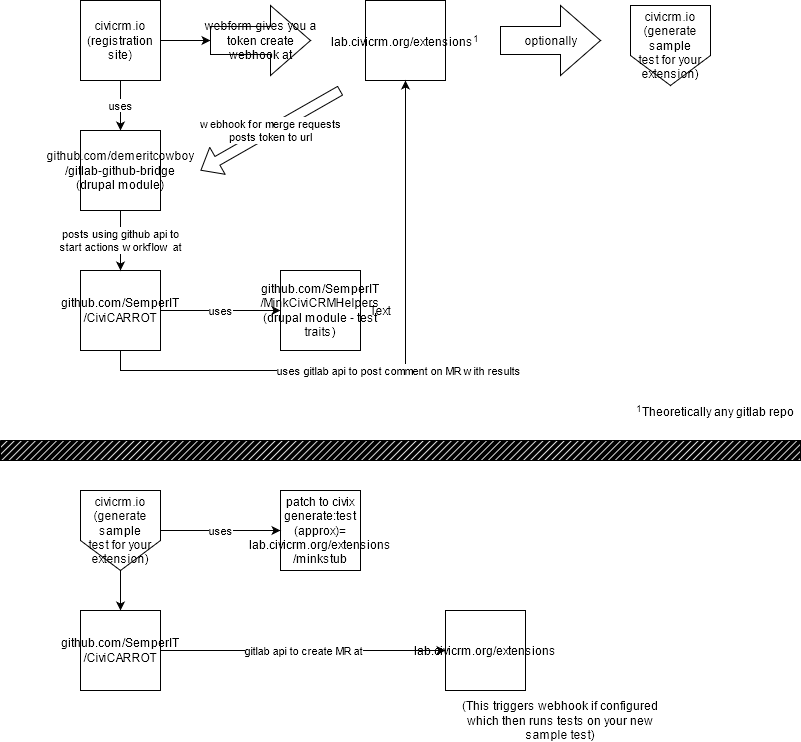 civicrm.io
(registration
site)
webform gives you a
token create
webhook at
lab.civicrm.org/extensions1
optionally
civicrm.io
(generate
sample
test for your
extension)
uses
webhook for merge requests
posts token to url
github.com/demeritcowboy
/gitlab-github-bridge
(drupal module)
posts using github api to
start actions workflow at
github.com/SemperIT
/CiviCARROT
uses
github.com/SemperIT
/MinkCiviCRMHelpers
(drupal module - test
traits)
Text
uses gitlab api to post comment on MR with results
1Theoretically any gitlab repo
civicrm.io
(generate
sample
test for your
extension)
uses
patch to civix
generate:test
(approx)=
lab.civicrm.org/extensions
/minkstub
github.com/SemperIT
/CiviCARROT
gitlab api to create MR at
lab.civicrm.org/extensions
(This triggers webhook if configured
which then runs tests on your new
sample test)